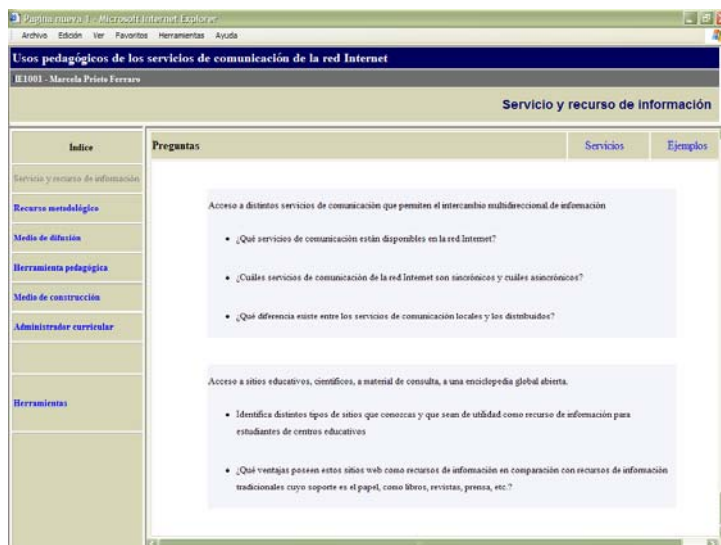 Pagina nueva 1 - Microsoft Internet Explorer
Archivo Edición Ver Favoritos Herramientas Ayuda
Usos pedagógicos de los servicios de comunicación de la red Internet
IE1001 - Marcela Prieto Ferraro
Servicio y recurso de información
Índice
Servicio y recurso de información
Recurso metodológico
Medio de difusión
Herramienta pedagógica
Medio de construcción
Administrador curricular
Herramientas
Preguntas
Servicios
Ejemplos
Acceso a distintos servicios de comunicación que permiten el intercambio multidireccional de información
• ¿Qué servicios de comunicación están disponibles en la red Internet?
• ¿Cuáles servicios de comunicación de la red Internet son sincrónicos y cuáles asincrónicos?
• ¿Qué diferencia existe entre los servicios de comunicación locales y los distribuidos?
Acceso a sitios educativos, científicos, a material de consulta, a una enciclopedia global abierta.
• Identifica distintos tipos de sitios que conozcas y que sean de utilidad como recurso de información para
estudiantes de centros educativos
• ¿Qué ventajas poseen estos sitios web como recursos de información en comparación con recursos de información
tradicionales cuyo soporte es el papel, como libros, revistas, prensa, etc.?